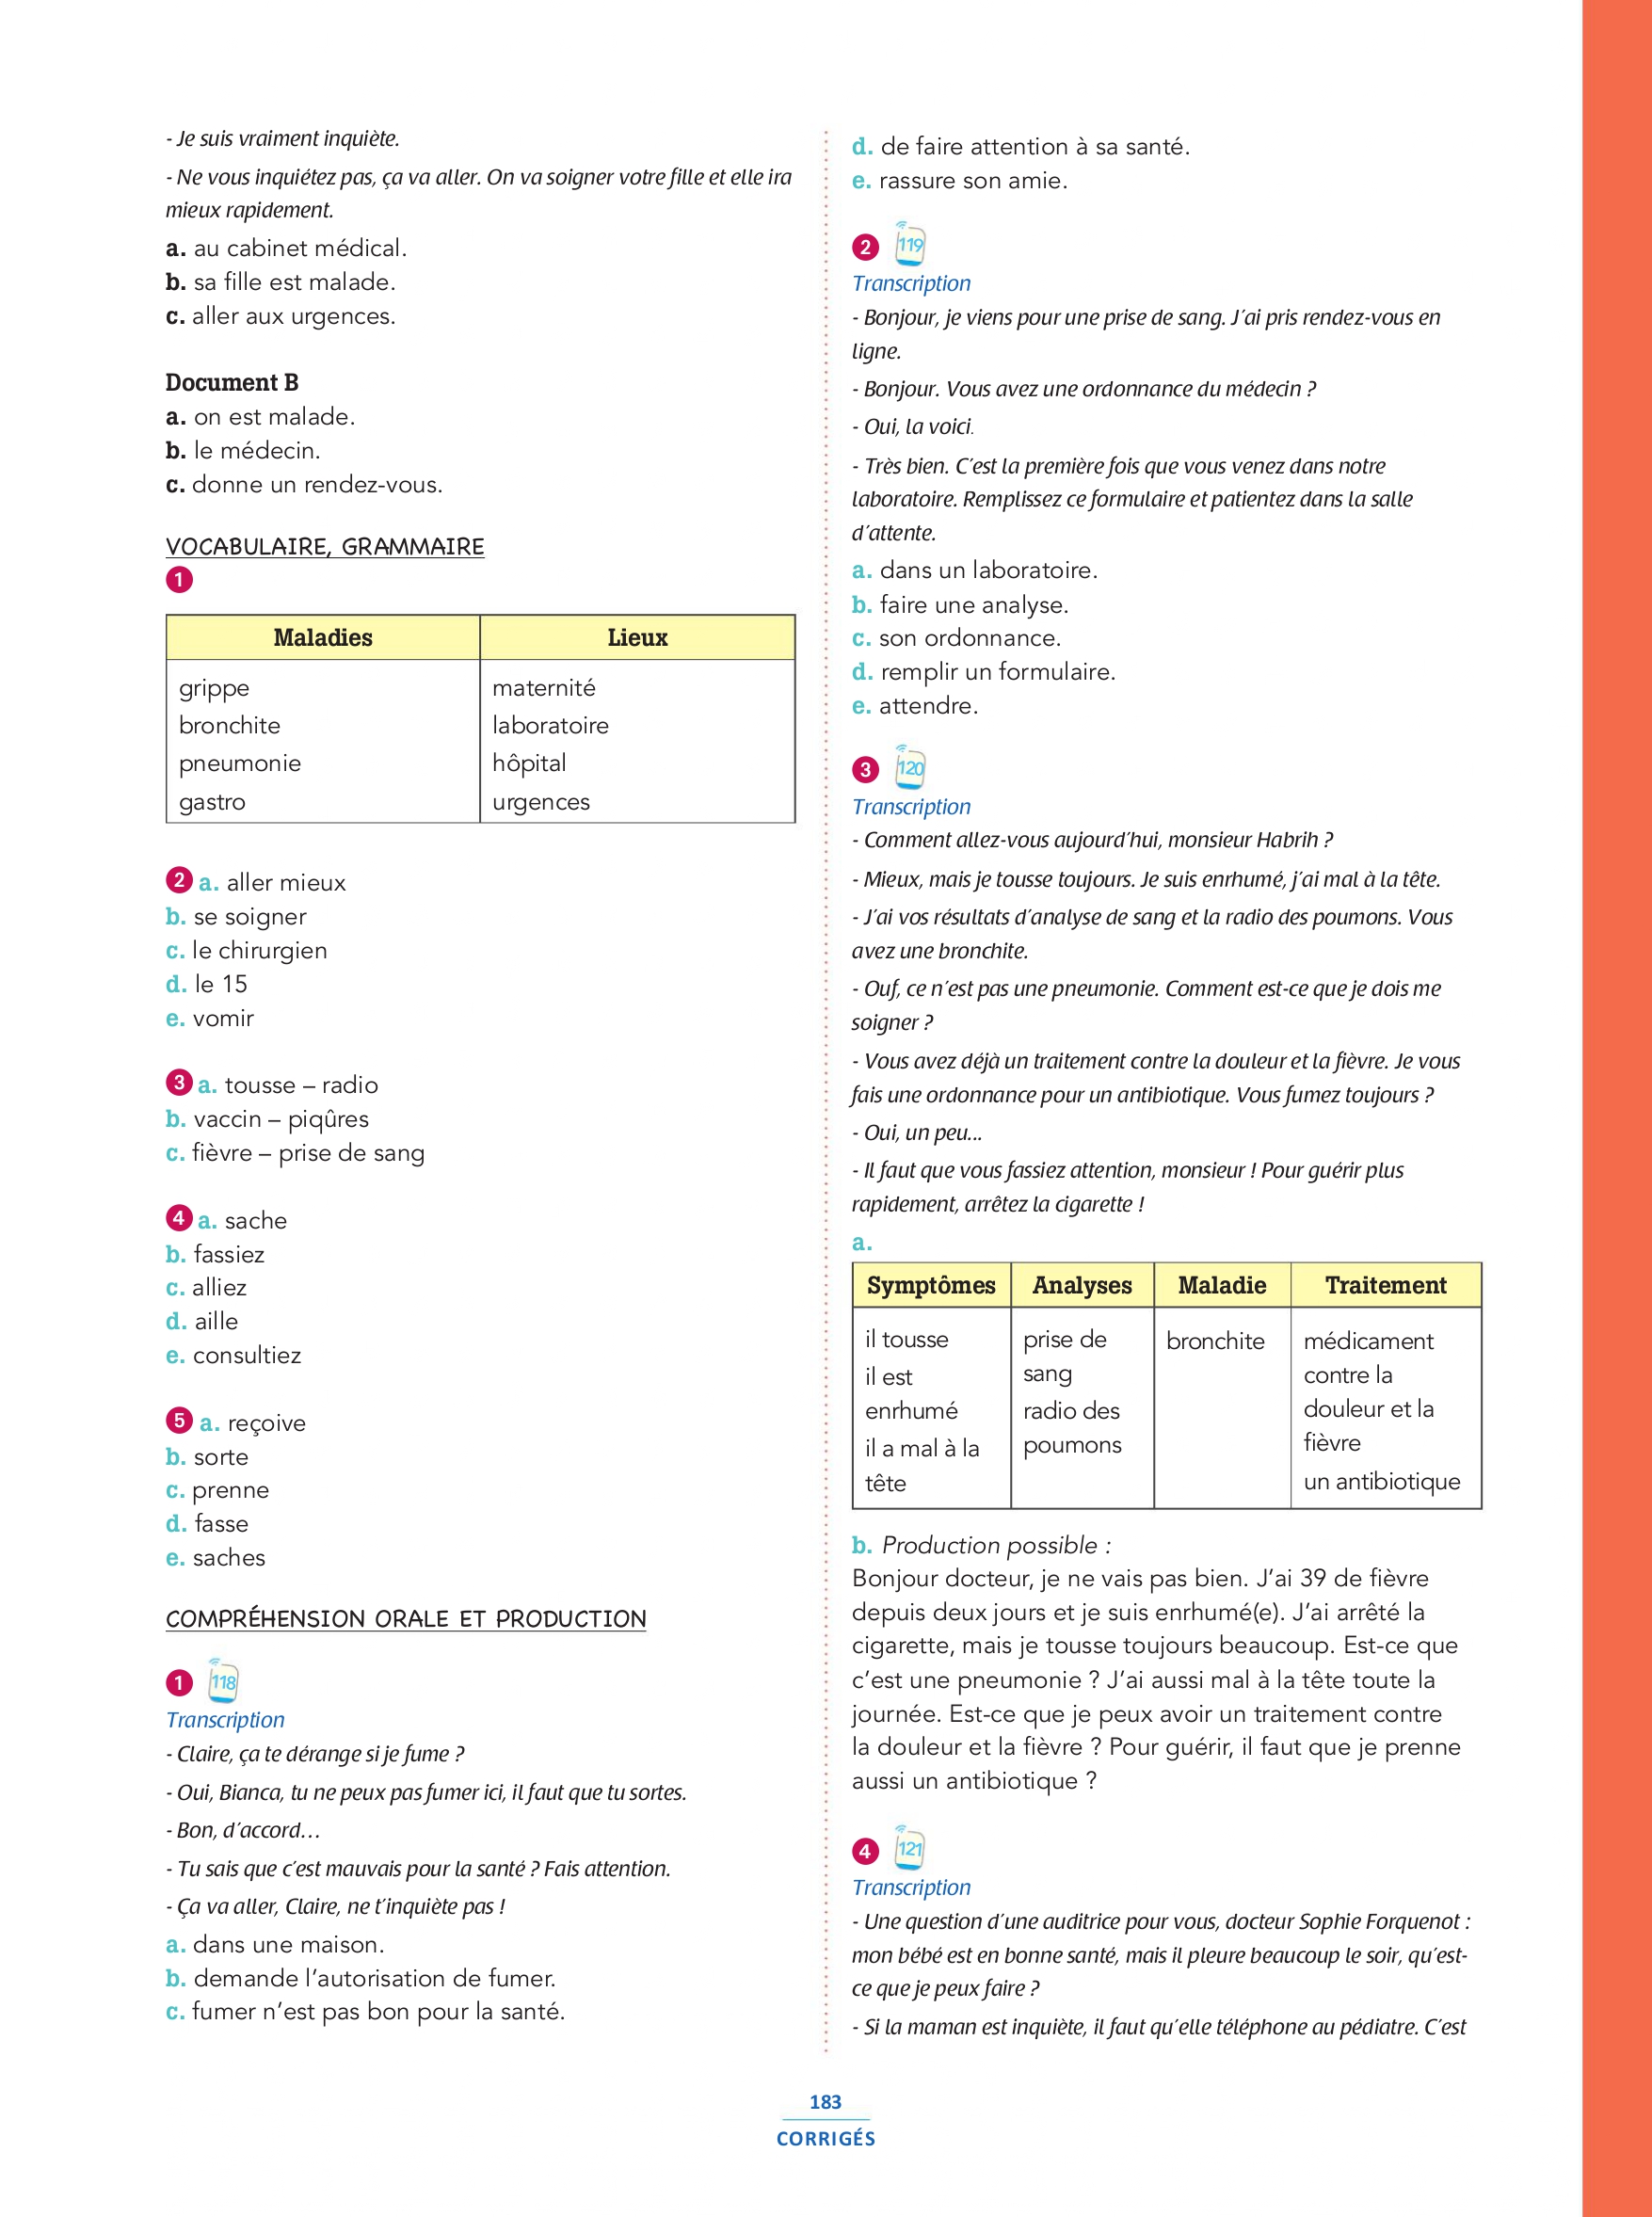 - Je suis vraiment inquiète.
- Ne vous inquiétez pas, ça va aller. On va soigner votre fille et elle ira
mieux rapidement.
a. au cabinet médical.
b. sa fille est malade.
c. aller aux urgences.
Document B
a. on est malade.
b. le médecin.
c. donne un rendez-vous.
VOCABULAIRE, GRAMMAIRE
1
Maladies Lieux
grippe maternité
bronchite laboratoire
pneumonie hôpital
gastro urgences
2 a. aller mieux
b. se soigner
c. le chirurgien
d. le 15
e. vomir
3 a. tousse – radio
b. vaccin – piqûres
c. fièvre – prise de sang
4 a. sache
b. fassiez
c. alliez
d. aille
e. consultiez
5 a. reçoive
b. sorte
c. prenne
d. fasse
e. saches
COMPRÉHENSION ORALE ET PRODUCTION
1 118
Transcription
- Claire, ça te dérange si je fume ?
- Oui, Bianca, tu ne peux pas fumer ici, il faut que tu sortes.
- Bon, d'accord…
- Tu sais que c'est mauvais pour la santé ? Fais attention.
- Ça va aller, Claire, ne t'inquiète pas !
a. dans une maison.
b. demande l'autorisation de fumer.
c. fumer n'est pas bon pour la santé.
d. de faire attention à sa santé.
e. rassure son amie.
2 119
Transcription
- Bonjour, je viens pour une prise de sang. J'ai pris rendez-vous en
ligne.
- Bonjour. Vous avez une ordonnance du médecin ?
- Oui, la voici.
- Très bien. C'est la première fois que vous venez dans notre
laboratoire. Remplissez ce formulaire et patientez dans la salle
d'attente.
a. dans un laboratoire.
b. faire une analyse.
c. son ordonnance.
d. remplir un formulaire.
e. attendre.
3 120
Transcription
- Comment allez-vous aujourd'hui, monsieur Habrih ?
- Mieux, mais je tousse toujours. Je suis enrhumé, j'ai mal à la tête.
- J'ai vos résultats d'analyse de sang et la radio des poumons. Vous
avez une bronchite.
- Ouf, ce n'est pas une pneumonie. Comment est-ce que je dois me
soigner ?
- Vous avez déjà un traitement contre la douleur et la fièvre. Je vous
fais une ordonnance pour un antibiotique. Vous fumez toujours ?
- Oui, un peu...
- Il faut que vous fassiez attention, monsieur ! Pour guérir plus
rapidement, arrêtez la cigarette !
a.
Symptômes Analyses Maladie Traitement
il tousse prise de bronchite médicament
il est sang contre la
enrhumé radio des douleur et la
il a mal à la poumons fièvre
tête un antibiotique
b. Production possible :
Bonjour docteur, je ne vais pas bien. J'ai 39 de fièvre
depuis deux jours et je suis enrhumé(e). J'ai arrêté la
cigarette, mais je tousse toujours beaucoup. Est-ce que
c'est une pneumonie ? J'ai aussi mal à la tête toute la
journée. Est-ce que je peux avoir un traitement contre
la douleur et la fièvre ? Pour guérir, il faut que je prenne
aussi un antibiotique ?
4 121
Transcription
- Une question d'une auditrice pour vous, docteur Sophie Forquenot :
mon bébé est en bonne santé, mais il pleure beaucoup le soir, qu'est-
ce que je peux faire ?
- Si la maman est inquiète, il faut qu'elle téléphone au pédiatre. C'est
183
CORRIGÉS